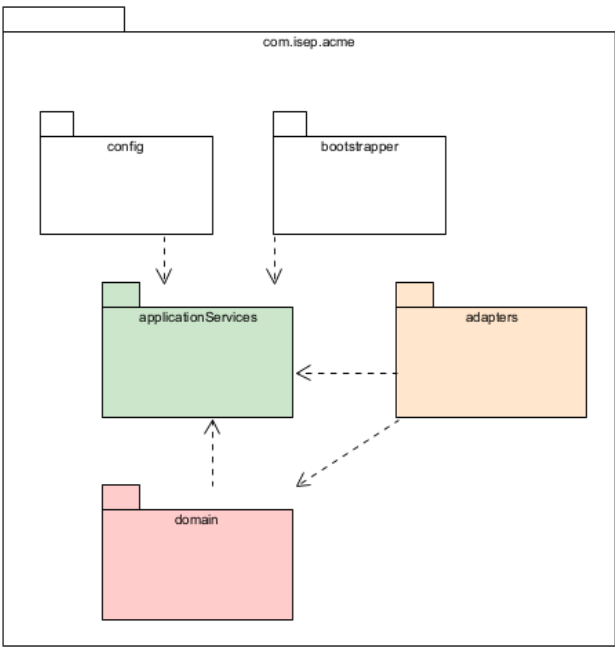 com.isep.acme
config
bootstrapper
applicationServices
adapters
domain